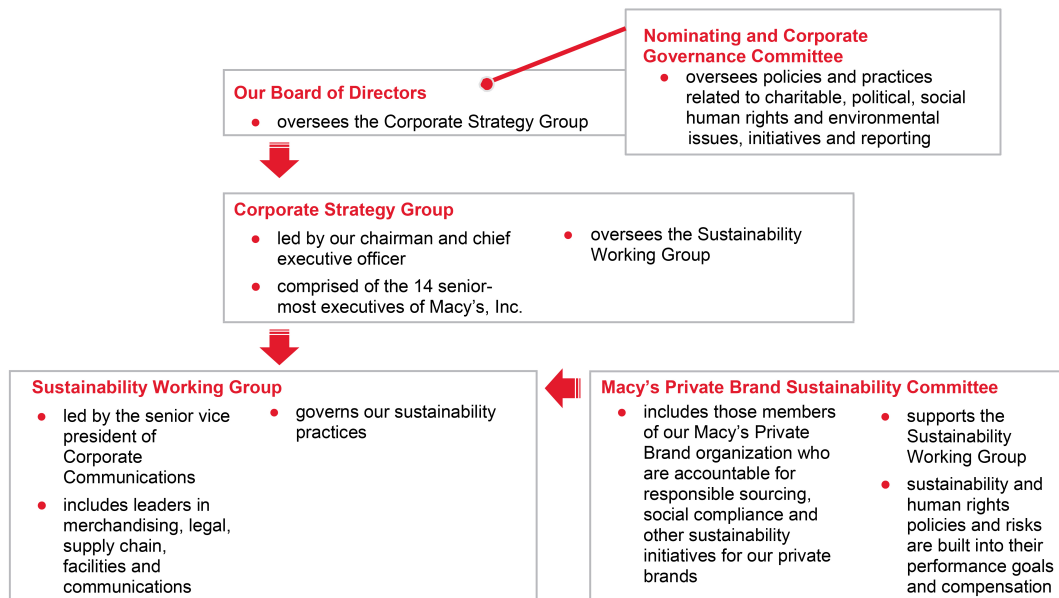 Nominating and Corporate
Governance Committee
oversees policies and practices
related to charitable, political, social
human rights and environmental
issues, initiatives and reporting
Our Board of Directors
oversees the Corporate Strategy Group
Corporate Strategy Group
led by our chairman and chief
executive officer
comprised of the 14 senior-
most executives of Macy’s, Inc.
oversees the Sustainability
Working Group
Sustainability Working Group
led by the senior vice
president of
Corporate
Communications
includes leaders in
merchandising, legal,
supply chain,
facilities and
communications
governs our sustainability
practices
Macy’s Private Brand Sustainability Committee
includes those members
of our Macy’s Private
Brand organization who
are accountable for
responsible sourcing,
social compliance and
other sustainability
initiatives for our private
brands
supports the
Sustainability
Working Group
sustainability and
human rights
policies and risks
are built into their
performance goals
and compensation